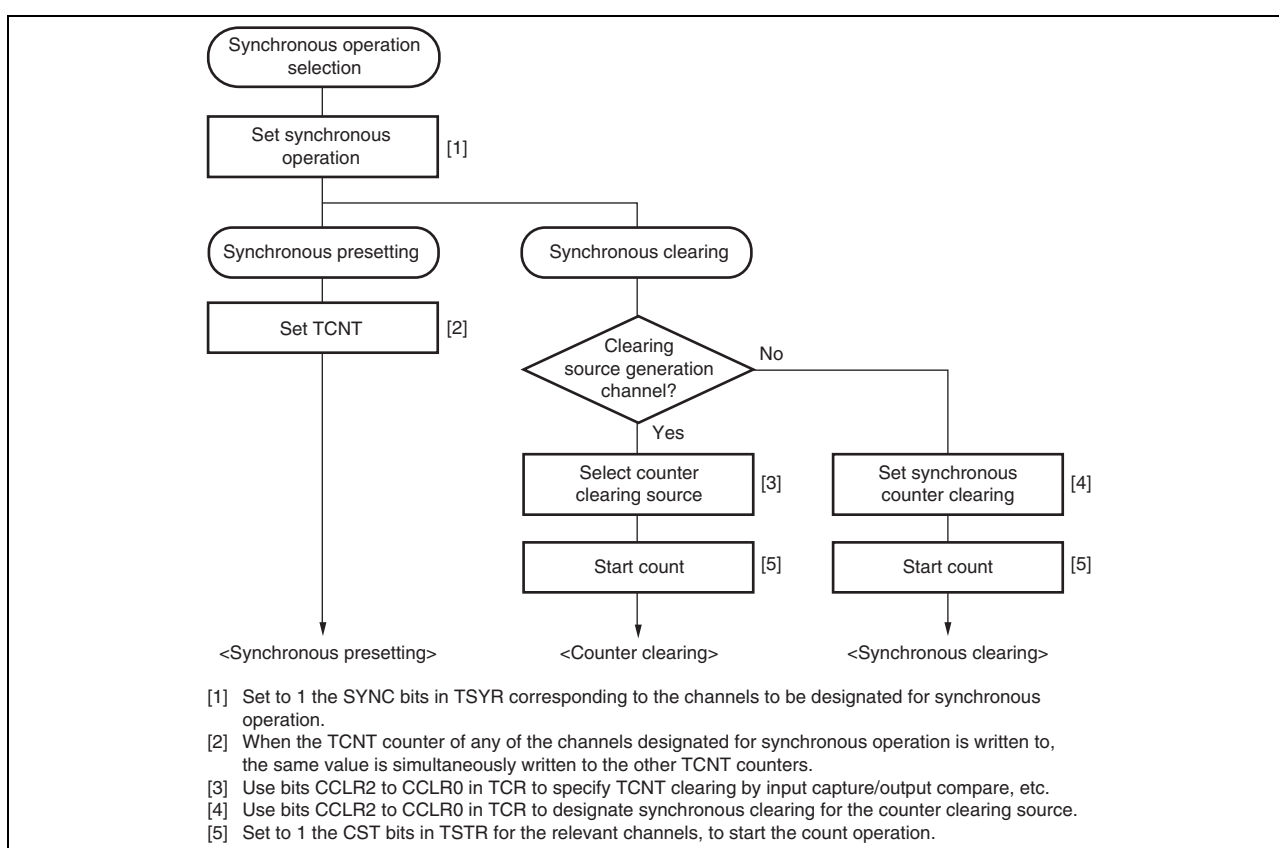 Synchronous operation
selection
Set synchronous
operation
[1]
Synchronous presetting
Synchronous clearing
Set TCNT
[2]
Clearing
source generation
channel?
No
Yes
Select counter
clearing source
[3]
Set synchronous
counter clearing
[4]
Start count
[5]
Start count
[5]
<Synchronous presetting>
<Counter clearing>
<Synchronous clearing>
[1] Set to 1 the SYNC bits in TSYR corresponding to the channels to be designated for synchronous
operation.
[2] When the TCNT counter of any of the channels designated for synchronous operation is written to,
the same value is simultaneously written to the other TCNT counters.
[3] Use bits CCLR2 to CCLR0 in TCR to specify TCNT clearing by input capture/output compare, etc.
[4] Use bits CCLR2 to CCLR0 in TCR to designate synchronous clearing for the counter clearing source.
[5] Set to 1 the CST bits in TSTR for the relevant channels, to start the count operation.